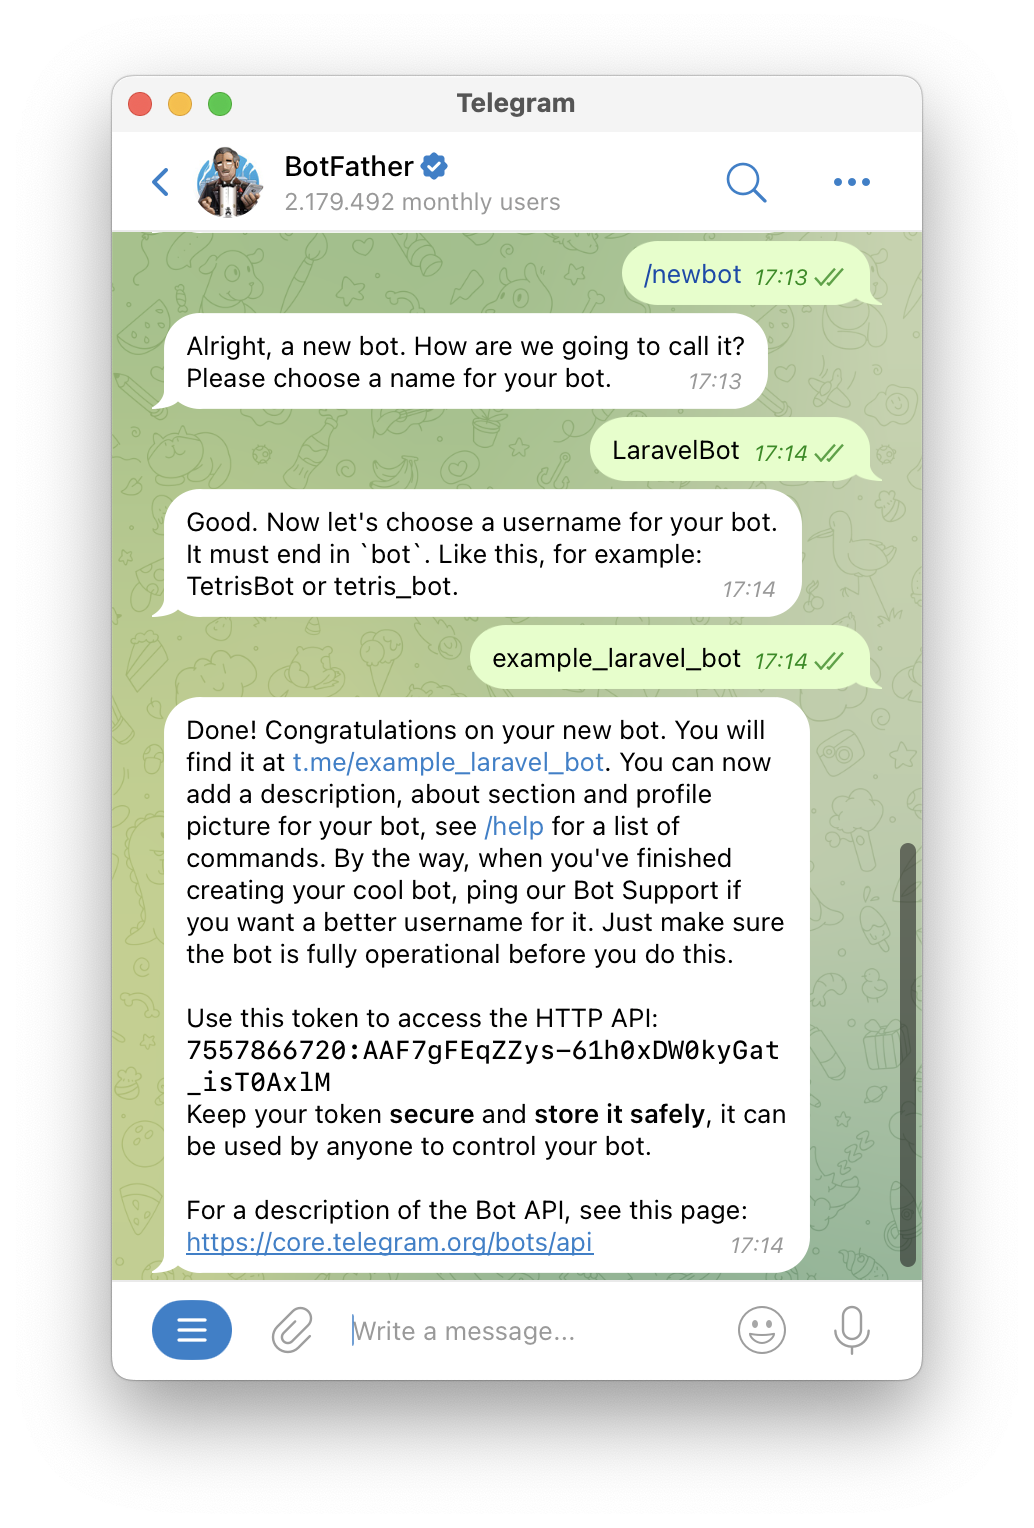 Telegram
BotFather
2.179.492 monthly users
/newbot 17:13
Alright, a new bot. How are we going to call it?
Please choose a name for your bot. 17:13
LaravelBot 17:14
Good. Now let's choose a username for your bot.
It must end in `bot`. Like this, for example:
TetrisBot or tetris_bot. 17:14
example_laravel_bot 17:14
Done! Congratulations on your new bot. You will
find it at t.me/example_laravel_bot. You can now
add a description, about section and profile
picture for your bot, see /help for a list of
commands. By the way, when you've finished
creating your cool bot, ping our Bot Support if
you want a better username for it. Just make sure
the bot is fully operational before you do this.
Use this token to access the HTTP API:
7557866720:AAF7gFEqZZys-61h0xDW0kyGat
_isT0AxlM
Keep your token secure and store it safely, it can
be used by anyone to control your bot.
For a description of the Bot API, see this page:
https://core.telegram.org/bots/api 17:14
Write a message...